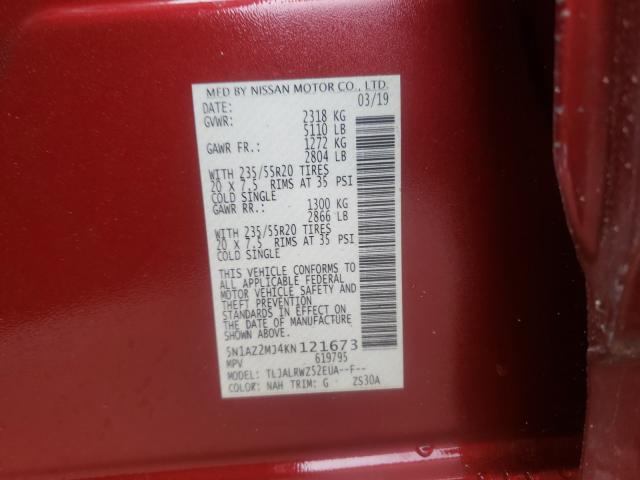 MFD BY NISSAN MOTOR CO., LTD.
DATE: 03/19
GVWR: 2318 KG
5110 LB
GAWR FR.: 1272 KG
2804 LB
WITH 235/55R20 TIRES
20 X 7.5 RIMS AT 35 PSI
COLD SINGLE
GAWR RR.: 1300 KG
2866 LB
WITH 235/55R20 TIRES
20 X 7.5 RIMS AT 35 PSI
COLD SINGLE
THIS VEHICLE CONFORMS TO
ALL APPLICABLE FEDERAL
MOTOR VEHICLE SAFETY AND
THEFT PREVENTION
STANDARDS IN EFFECT ON
THE DATE OF MANUFACTURE
SHOWN ABOVE.
5N1AZ2MJ4KN121673
MPV 619795
MODEL: TLJALRWZ52EUA--F--
COLOR: NAH TRIM: G ZS30A